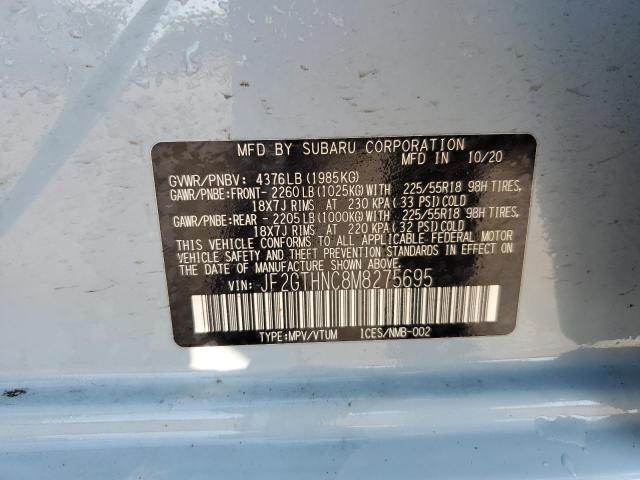 MFD BY SUBARU CORPORATION
MFD IN 10/20
GVWR/PNBV: 4376LB (1985KG)
GAWR/PNBE:FRONT- 2260LB (1025KG) WITH 225/55R18 98H TIRES,
18X7J RIMS AT 230 KPA ( 33 PSI) COLD
GAWR/PNBE:REAR - 2205LB (1000KG) WITH 225/55R18 98H TIRES,
18X7J RIMS AT 220 KPA ( 32 PSI) COLD
THIS VEHICLE CONFORMS TO ALL APPLICABLE FEDERAL MOTOR
VEHICLE SAFETY AND THEFT PREVENTION STANDARDS IN EFFECT ON
THE DATE OF MANUFACTURE SHOWN ABOVE.
VIN: JF2GTHNC8M8275695
TYPE:MPV/VTUM ICES/NMB-002